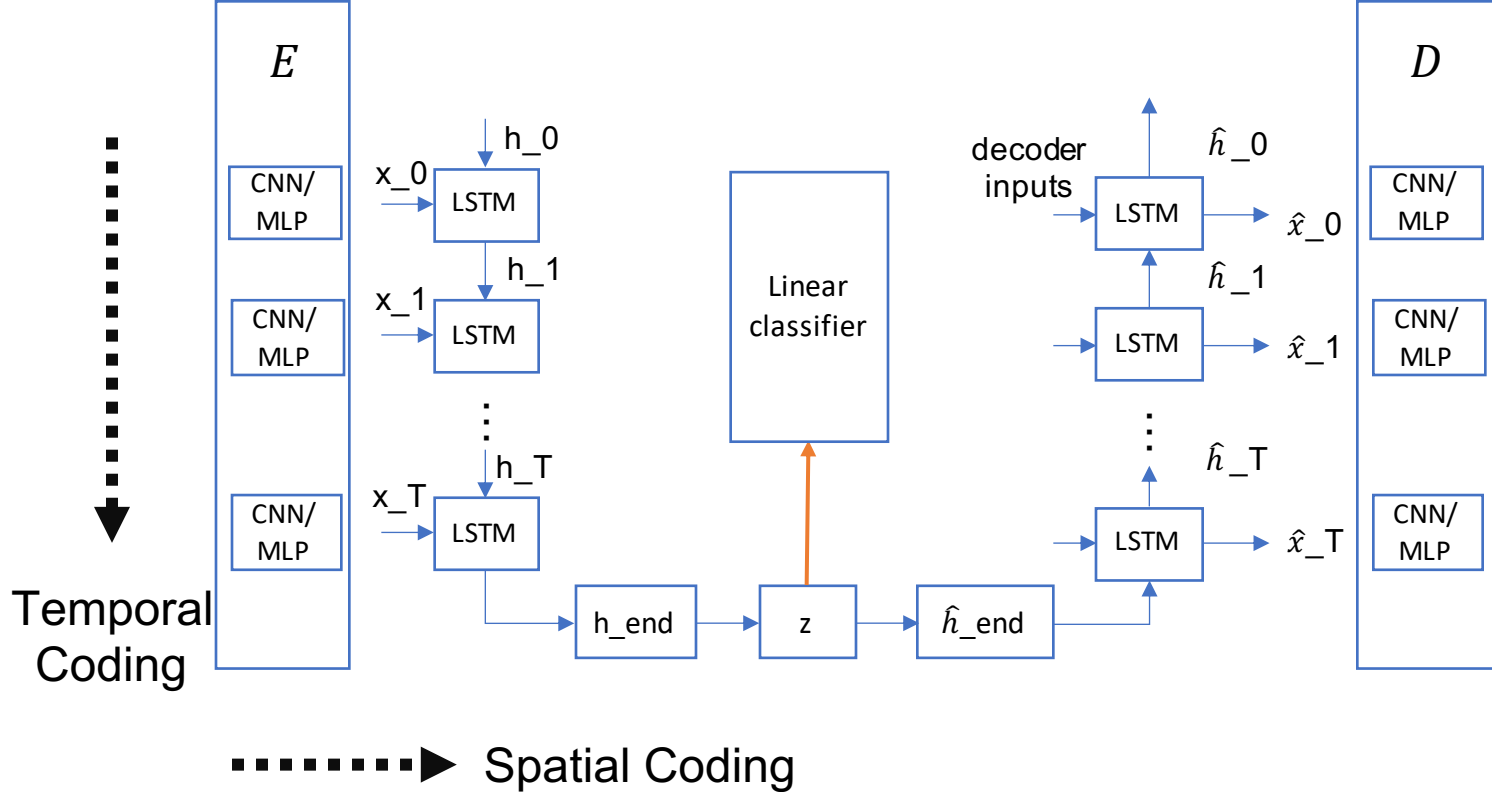 E
CNN/
MLP
CNN/
MLP
CNN/
MLP
Temporal
Coding
Spatial Coding
h_0
x_0
LSTM
h_1
x_1
LSTM
⋮
h_T
x_T
LSTM
h_end
z
ĥ_end
Linear
classifier
decoder
inputs
ĥ_0
LSTM
x̂_0
ĥ_1
LSTM
x̂_1
⋮
ĥ_T
LSTM
x̂_T
D
CNN/
MLP
CNN/
MLP
CNN/
MLP